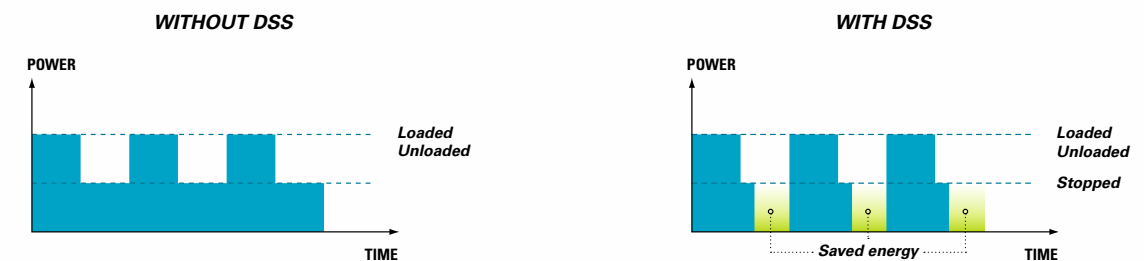 WITHOUT DSS
POWER
Loaded
Unloaded
TIME
WITH DSS
POWER
Loaded
Unloaded
Stopped
Saved energy
TIME